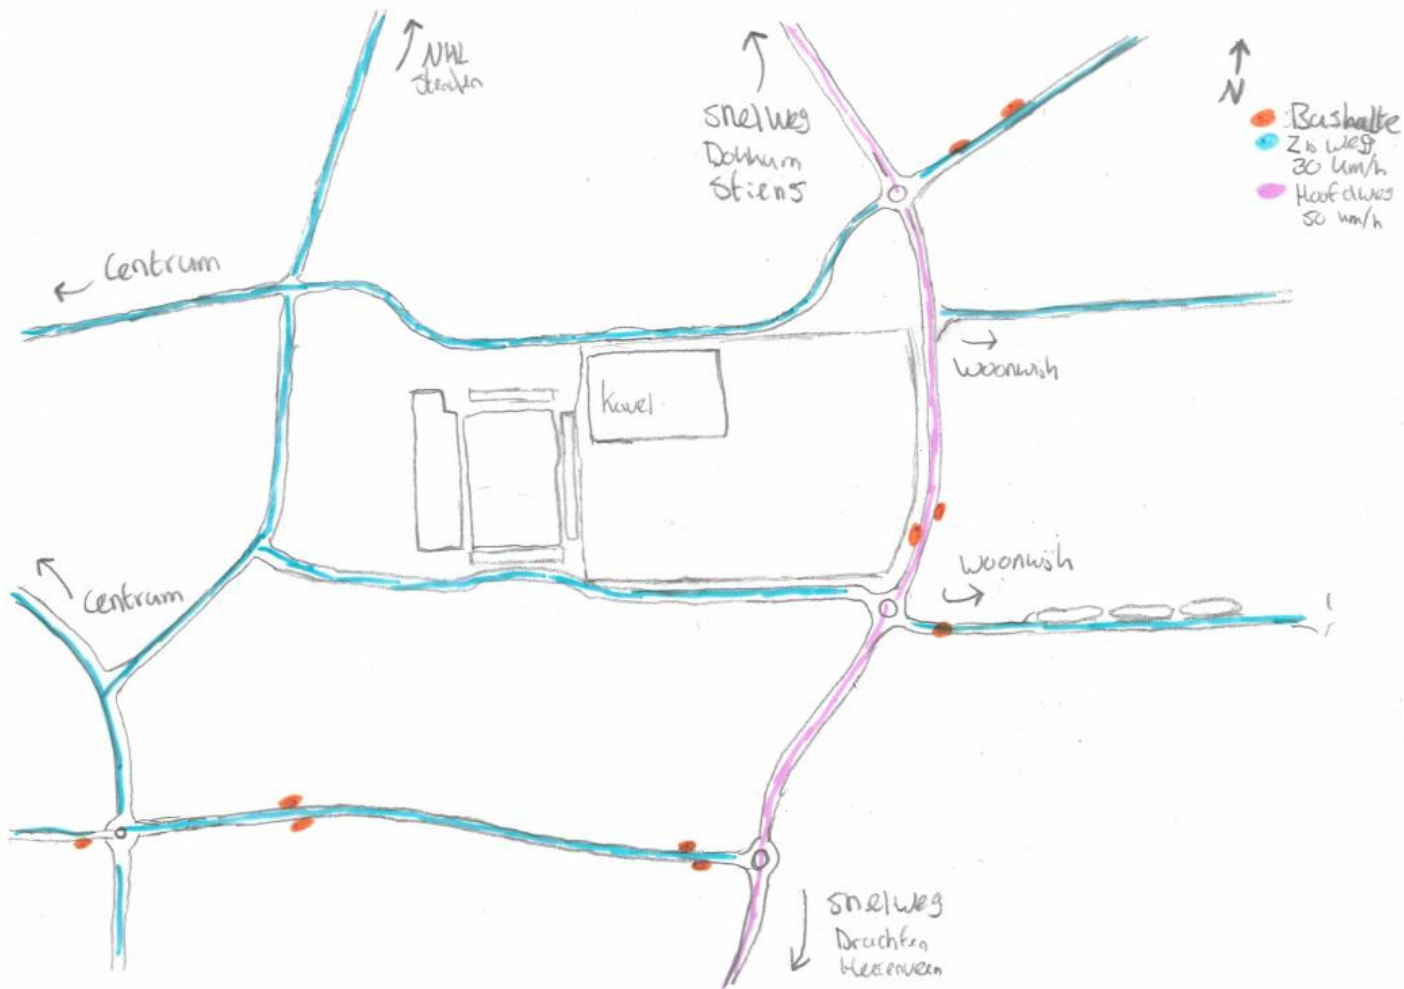 NHL
Stenden
snelweg
Dokkum
Stiens
N
Bushalte
Zb weg
30 km/h
Hoofdweg
50 km/h
Centrum
woonwijk
Kavel
Centrum
woonwijk
snelweg
Drachten
Heerenveen